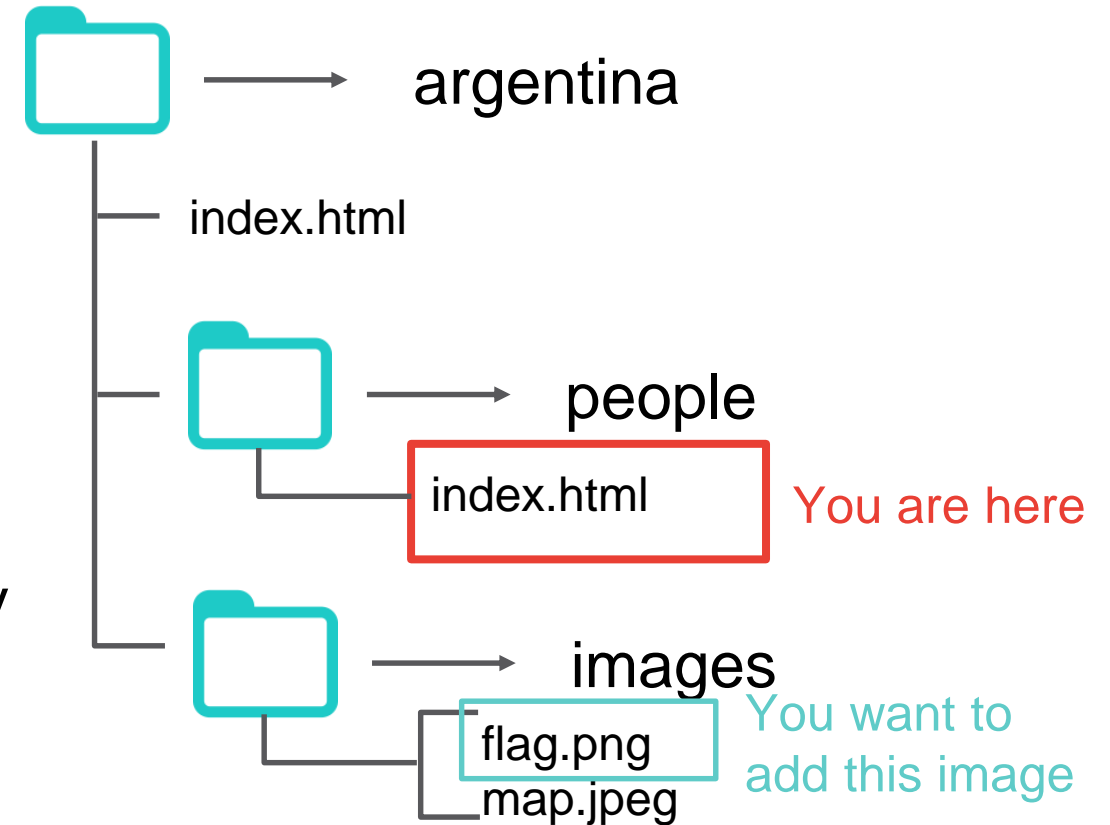 argentina
index.html
people
index.html
You are here
y
images
flag.png
map.jpeg
You want to
add this image